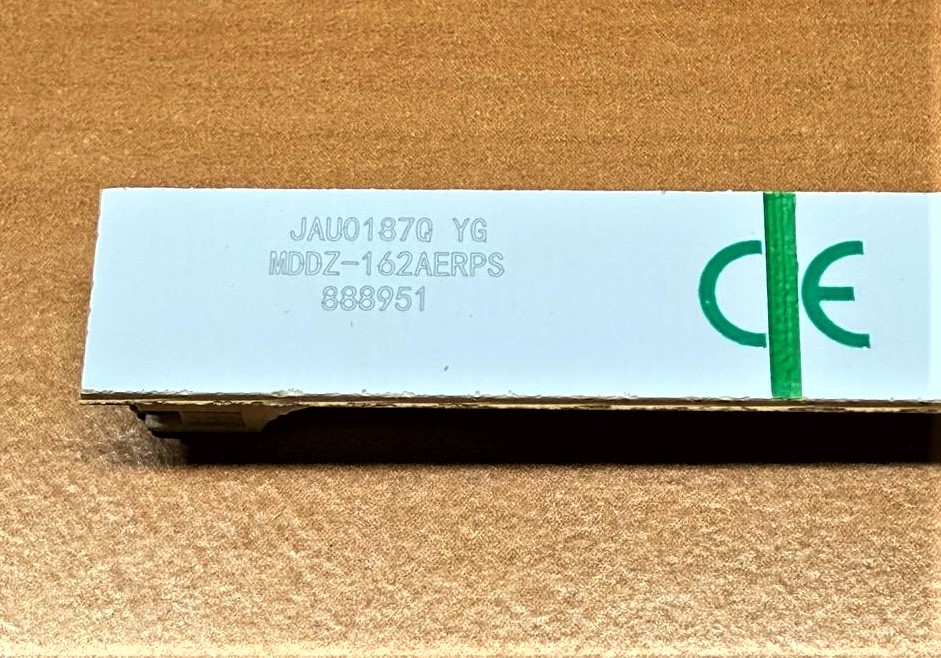 JAU0187Q YG
MDDZ-162AERPS
888951
CE